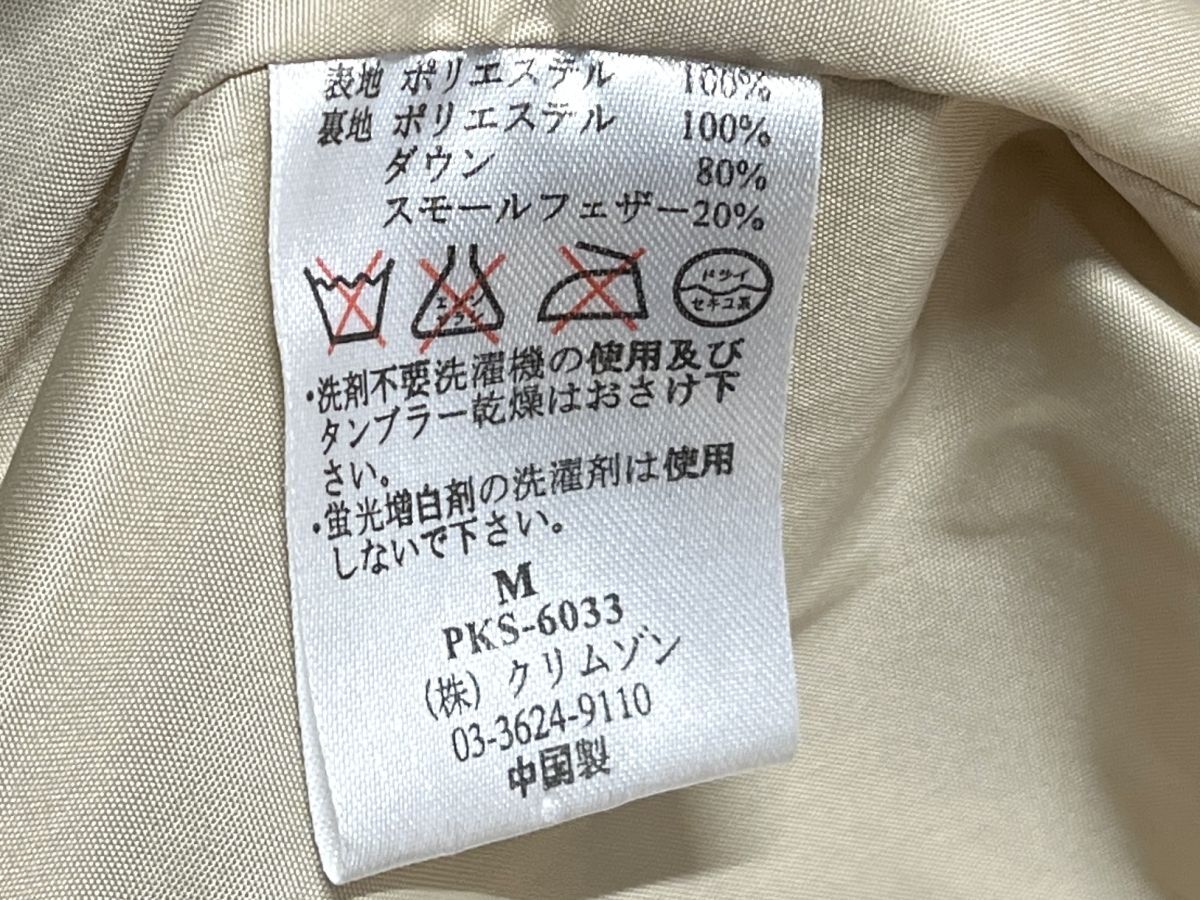 表地 ポリエステル 100%
裏地 ポリエステル 100%
ダウン 80%
スモールフェザー20%
エンソ
ドライ
セキユ系
・洗剤不要洗濯機の使用及び
タンブラー乾燥はおさけ下
さい。
・蛍光増白剤の洗濯剤は使用
しないで下さい。
M
PKS-6033
(株) クリムゾン
03-3624-9110
中国製